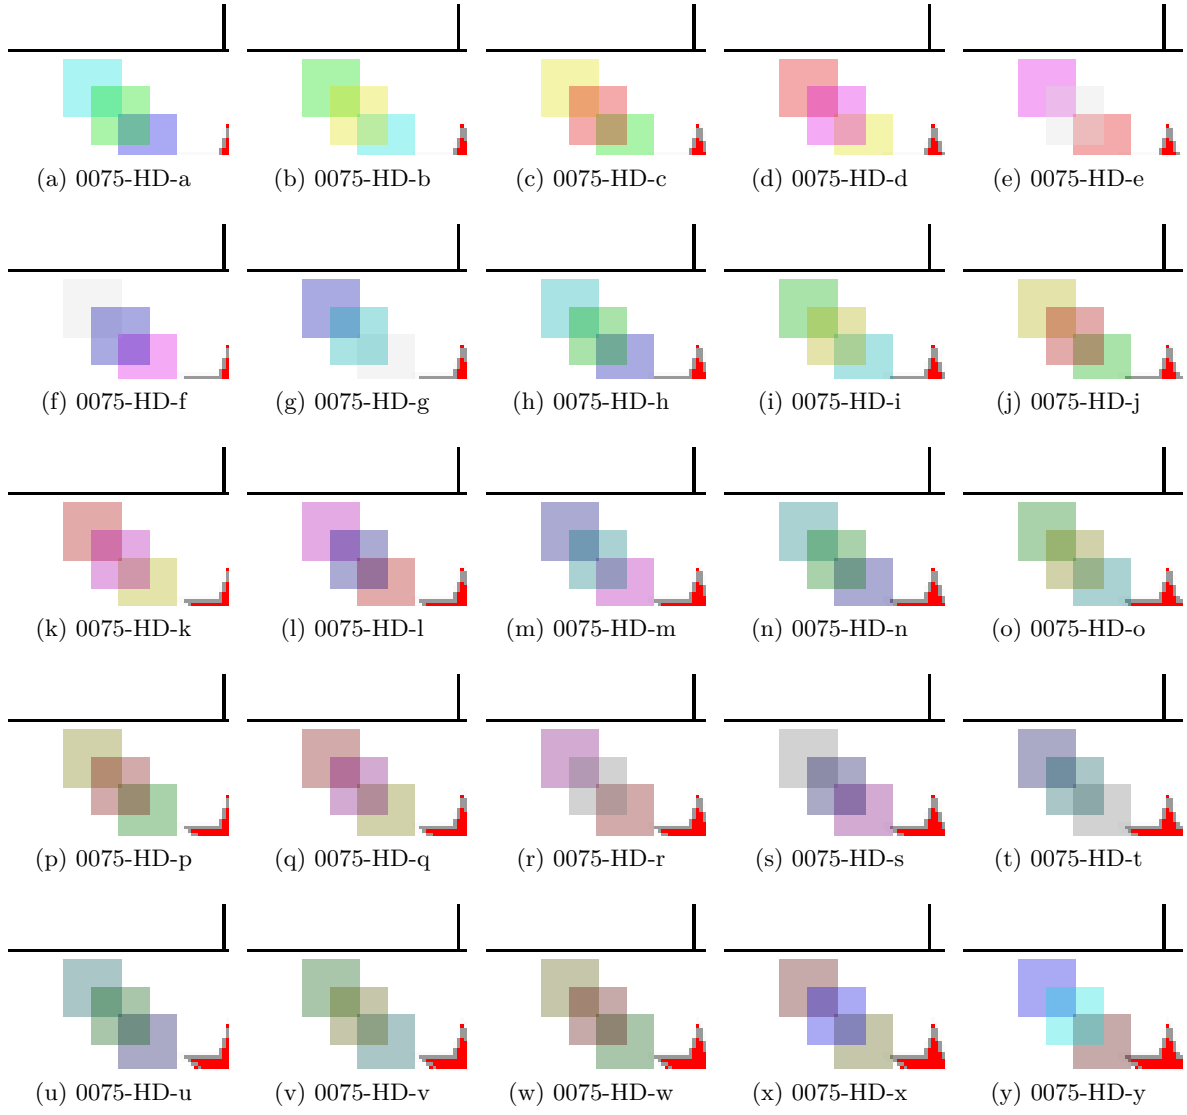 (a) 0075-HD-a (b) 0075-HD-b (c) 0075-HD-c (d) 0075-HD-d (e) 0075-HD-e
(f) 0075-HD-f (g) 0075-HD-g (h) 0075-HD-h (i) 0075-HD-i (j) 0075-HD-j
(k) 0075-HD-k (l) 0075-HD-l (m) 0075-HD-m (n) 0075-HD-n (o) 0075-HD-o
(p) 0075-HD-p (q) 0075-HD-q (r) 0075-HD-r (s) 0075-HD-s (t) 0075-HD-t
(u) 0075-HD-u (v) 0075-HD-v (w) 0075-HD-w (x) 0075-HD-x (y) 0075-HD-y